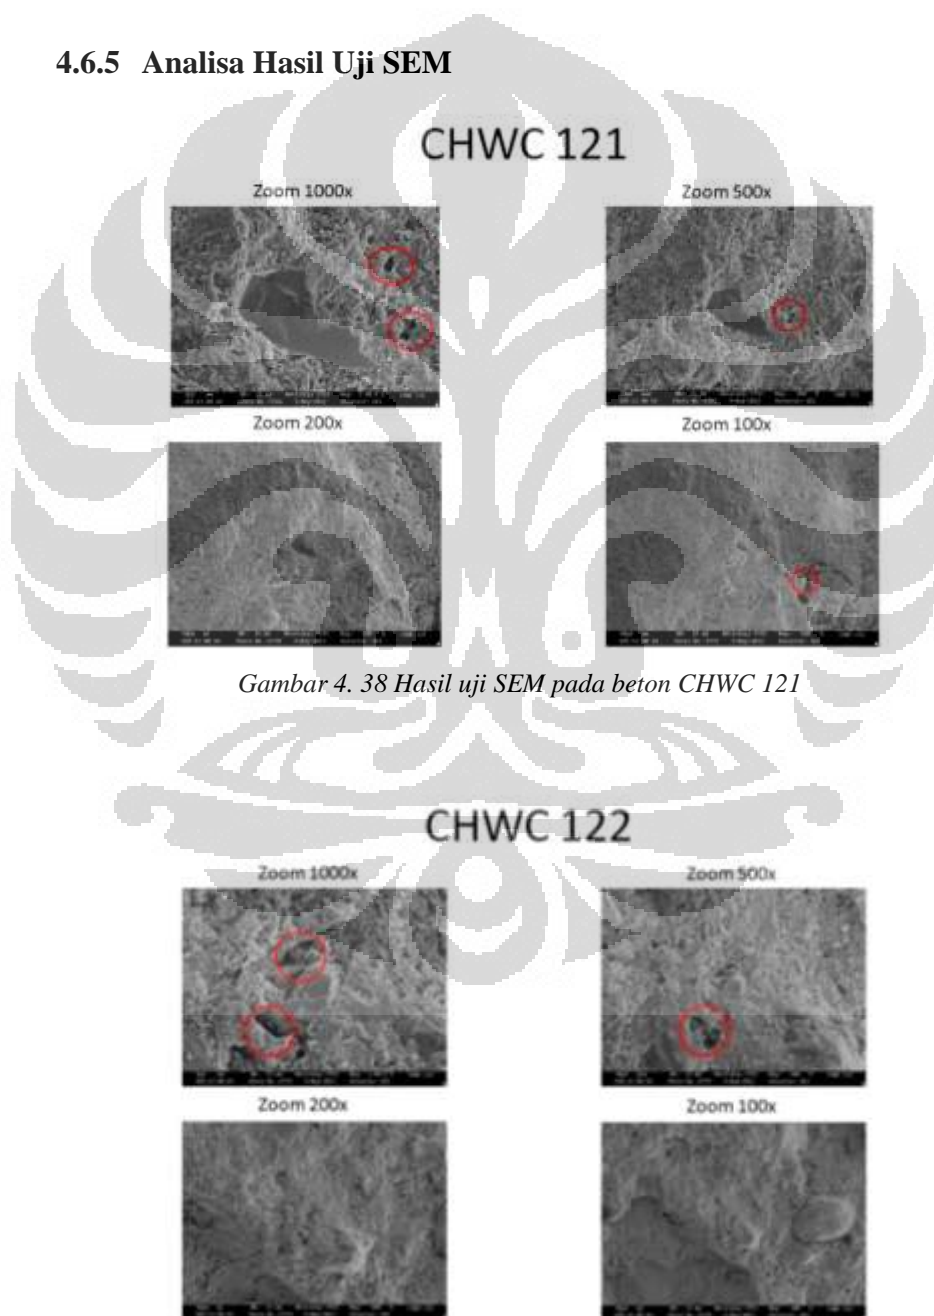 4.6.5 Analisa Hasil Uji SEM
CHWC 121
Zoom 1000x
Zoom 500x
Zoom 200x
Zoom 100x
Gambar 4. 38 Hasil uji SEM pada beton CHWC 121
CHWC 122
Zoom 1000x
Zoom 500x
Zoom 200x
Zoom 100x